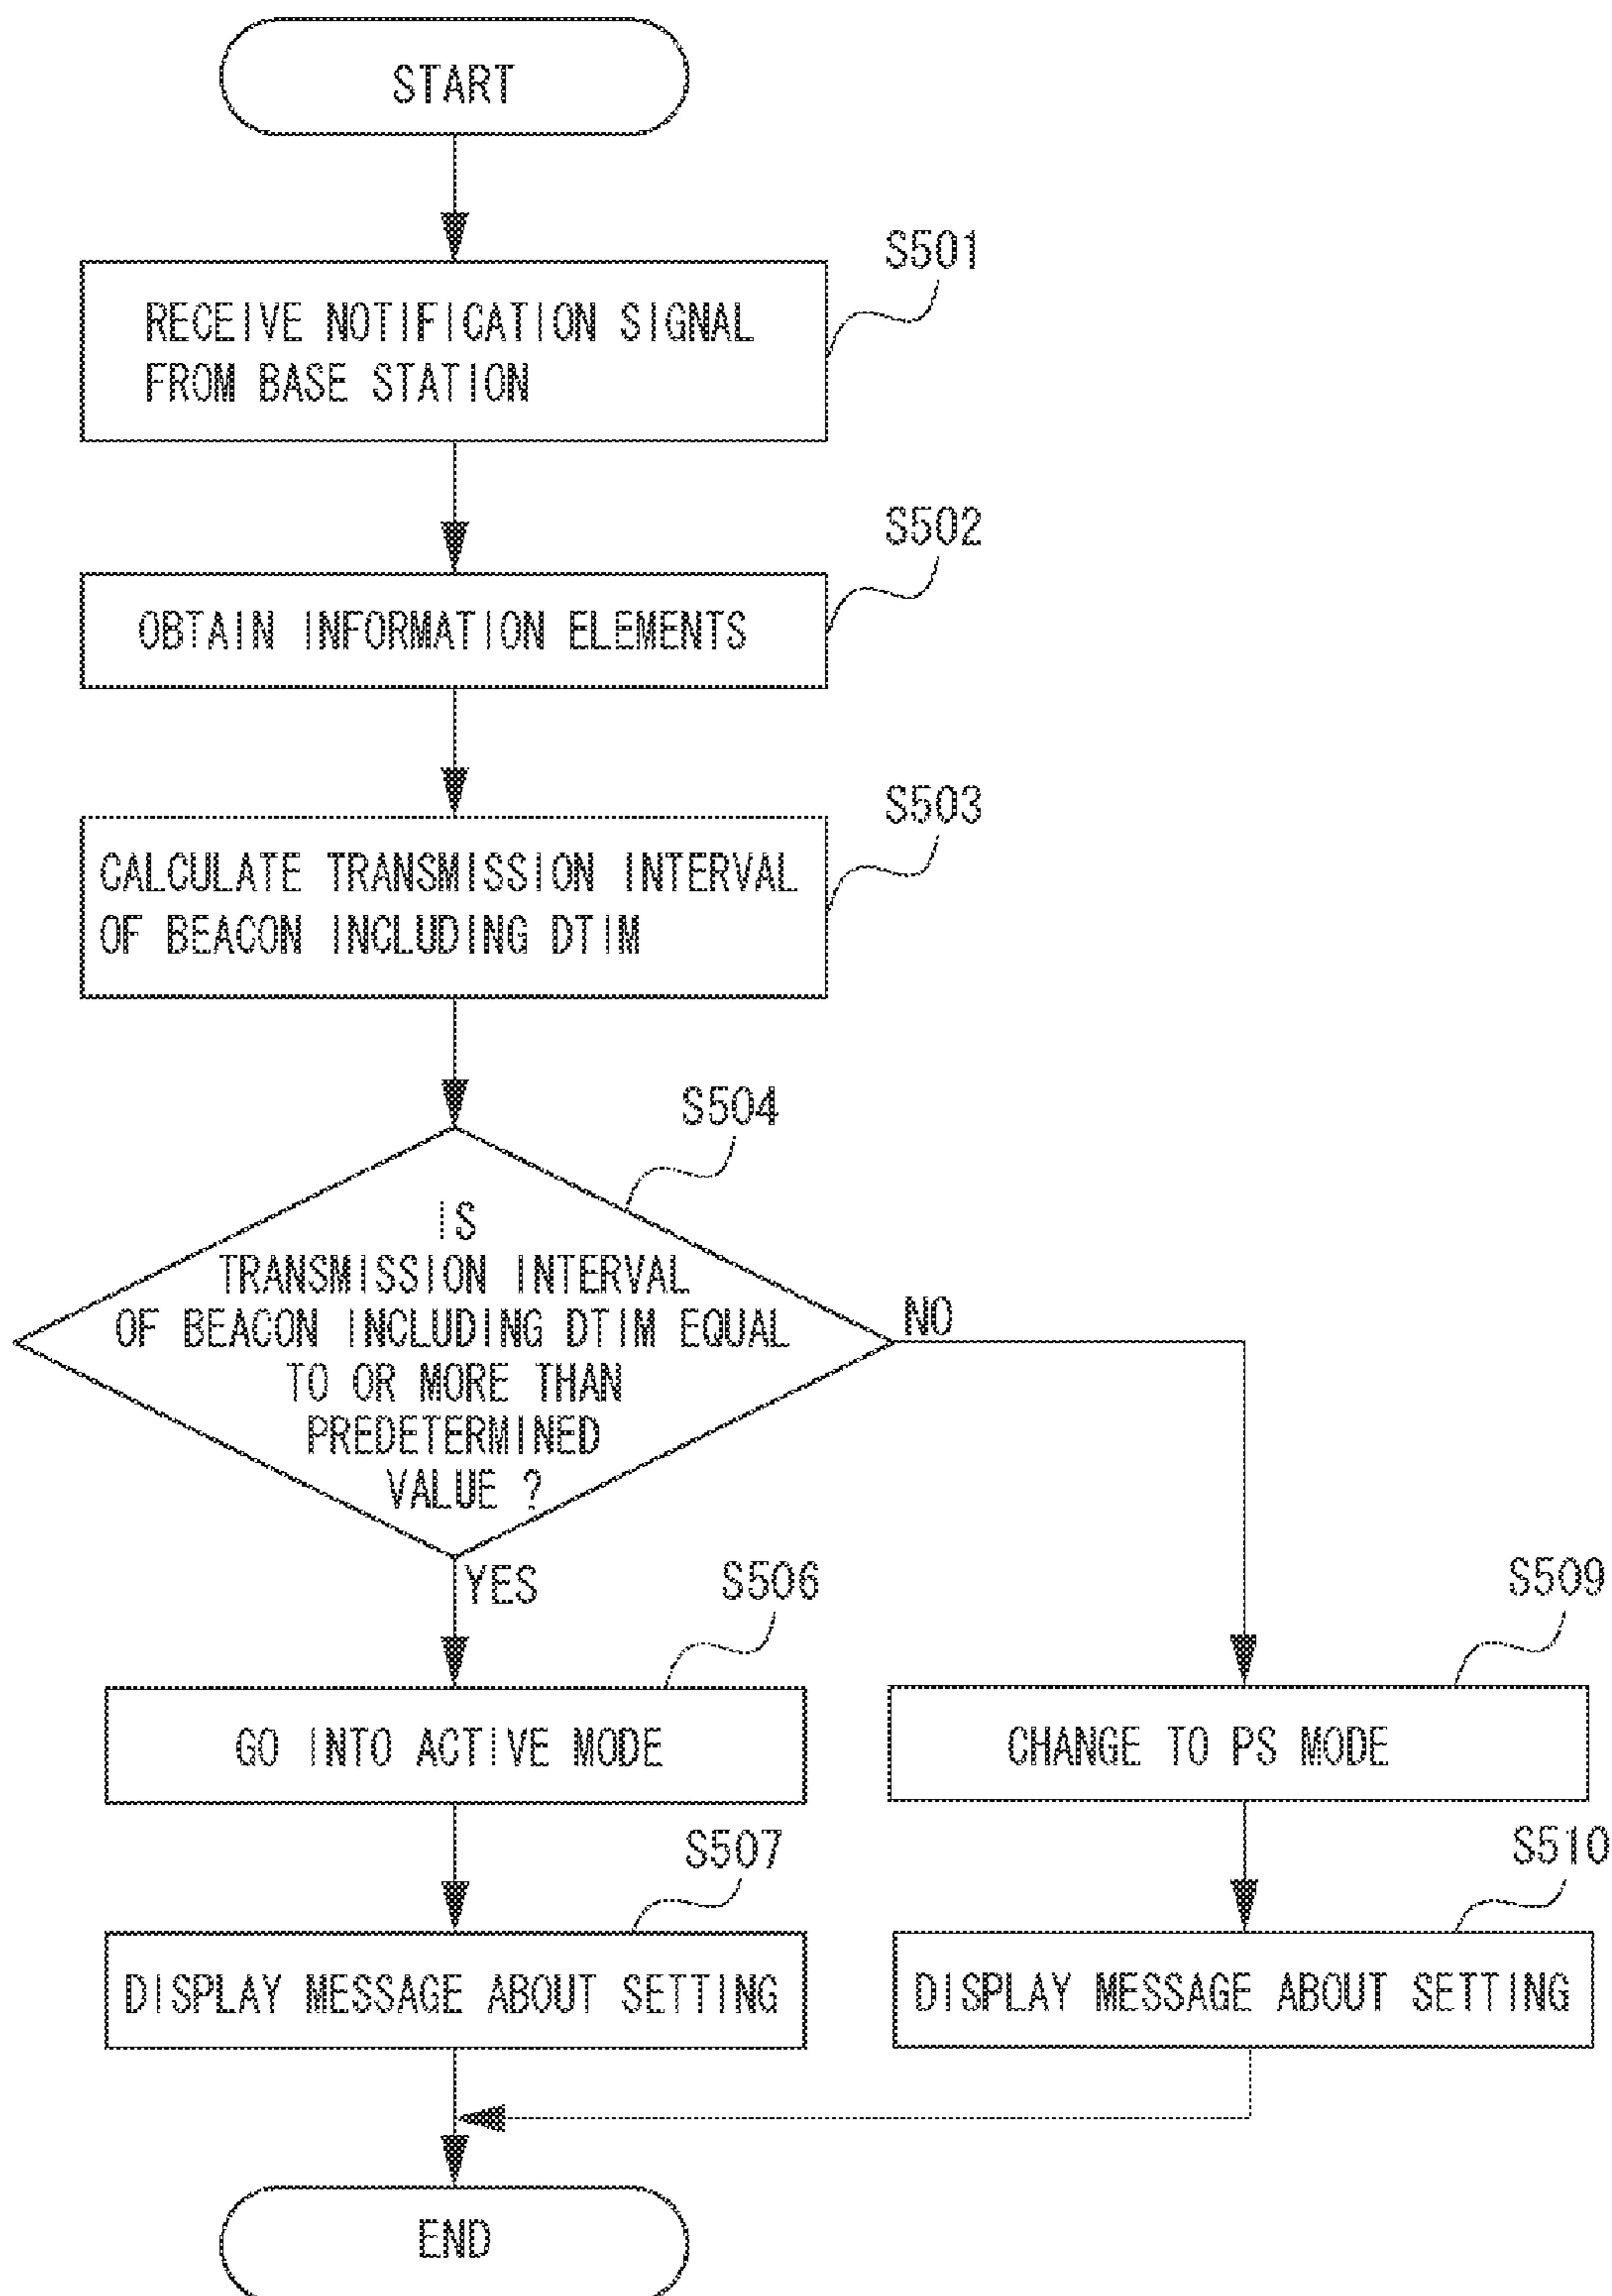 START
S501
RECEIVE NOTIFICATION SIGNAL
FROM BASE STATION
S502
OBTAIN INFORMATION ELEMENTS
S503
CALCULATE TRANSMISSION INTERVAL
OF BEACON INCLUDING DTIM
S504
IS
TRANSMISSION INTERVAL
OF BEACON INCLUDING DTIM EQUAL
TO OR MORE THAN
PREDETERMINED
VALUE ?
NO
YES
S506
GO INTO ACTIVE MODE
S509
CHANGE TO PS MODE
S507
DISPLAY MESSAGE ABOUT SETTING
S510
DISPLAY MESSAGE ABOUT SETTING
END